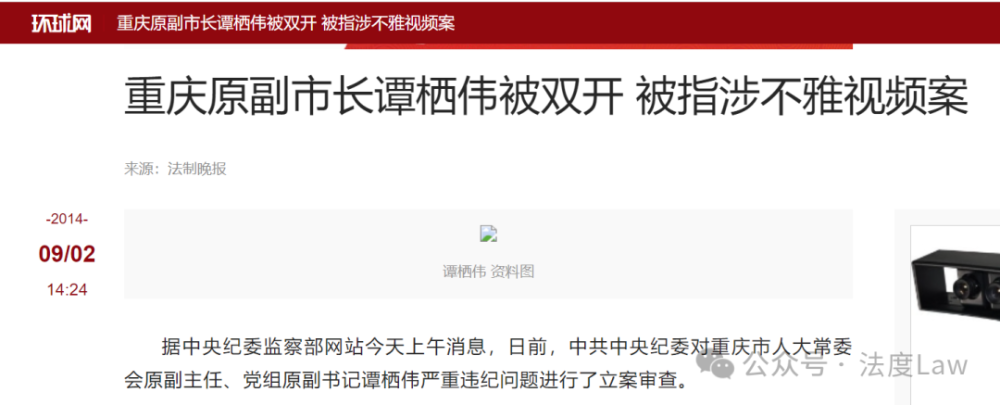 环球网 重庆原副市长谭栖伟被双开 被指涉不雅视频案
重庆原副市长谭栖伟被双开 被指涉不雅视频案
来源：法制晚报
-2014-
09/02
14:24
谭栖伟 资料图
据中央纪委监察部网站今天上午消息，日前，中共中央纪委对重庆市人大常委
会原副主任、党组原副书记谭栖伟严重违纪问题进行了立案审查。
公众号 · 法度Law